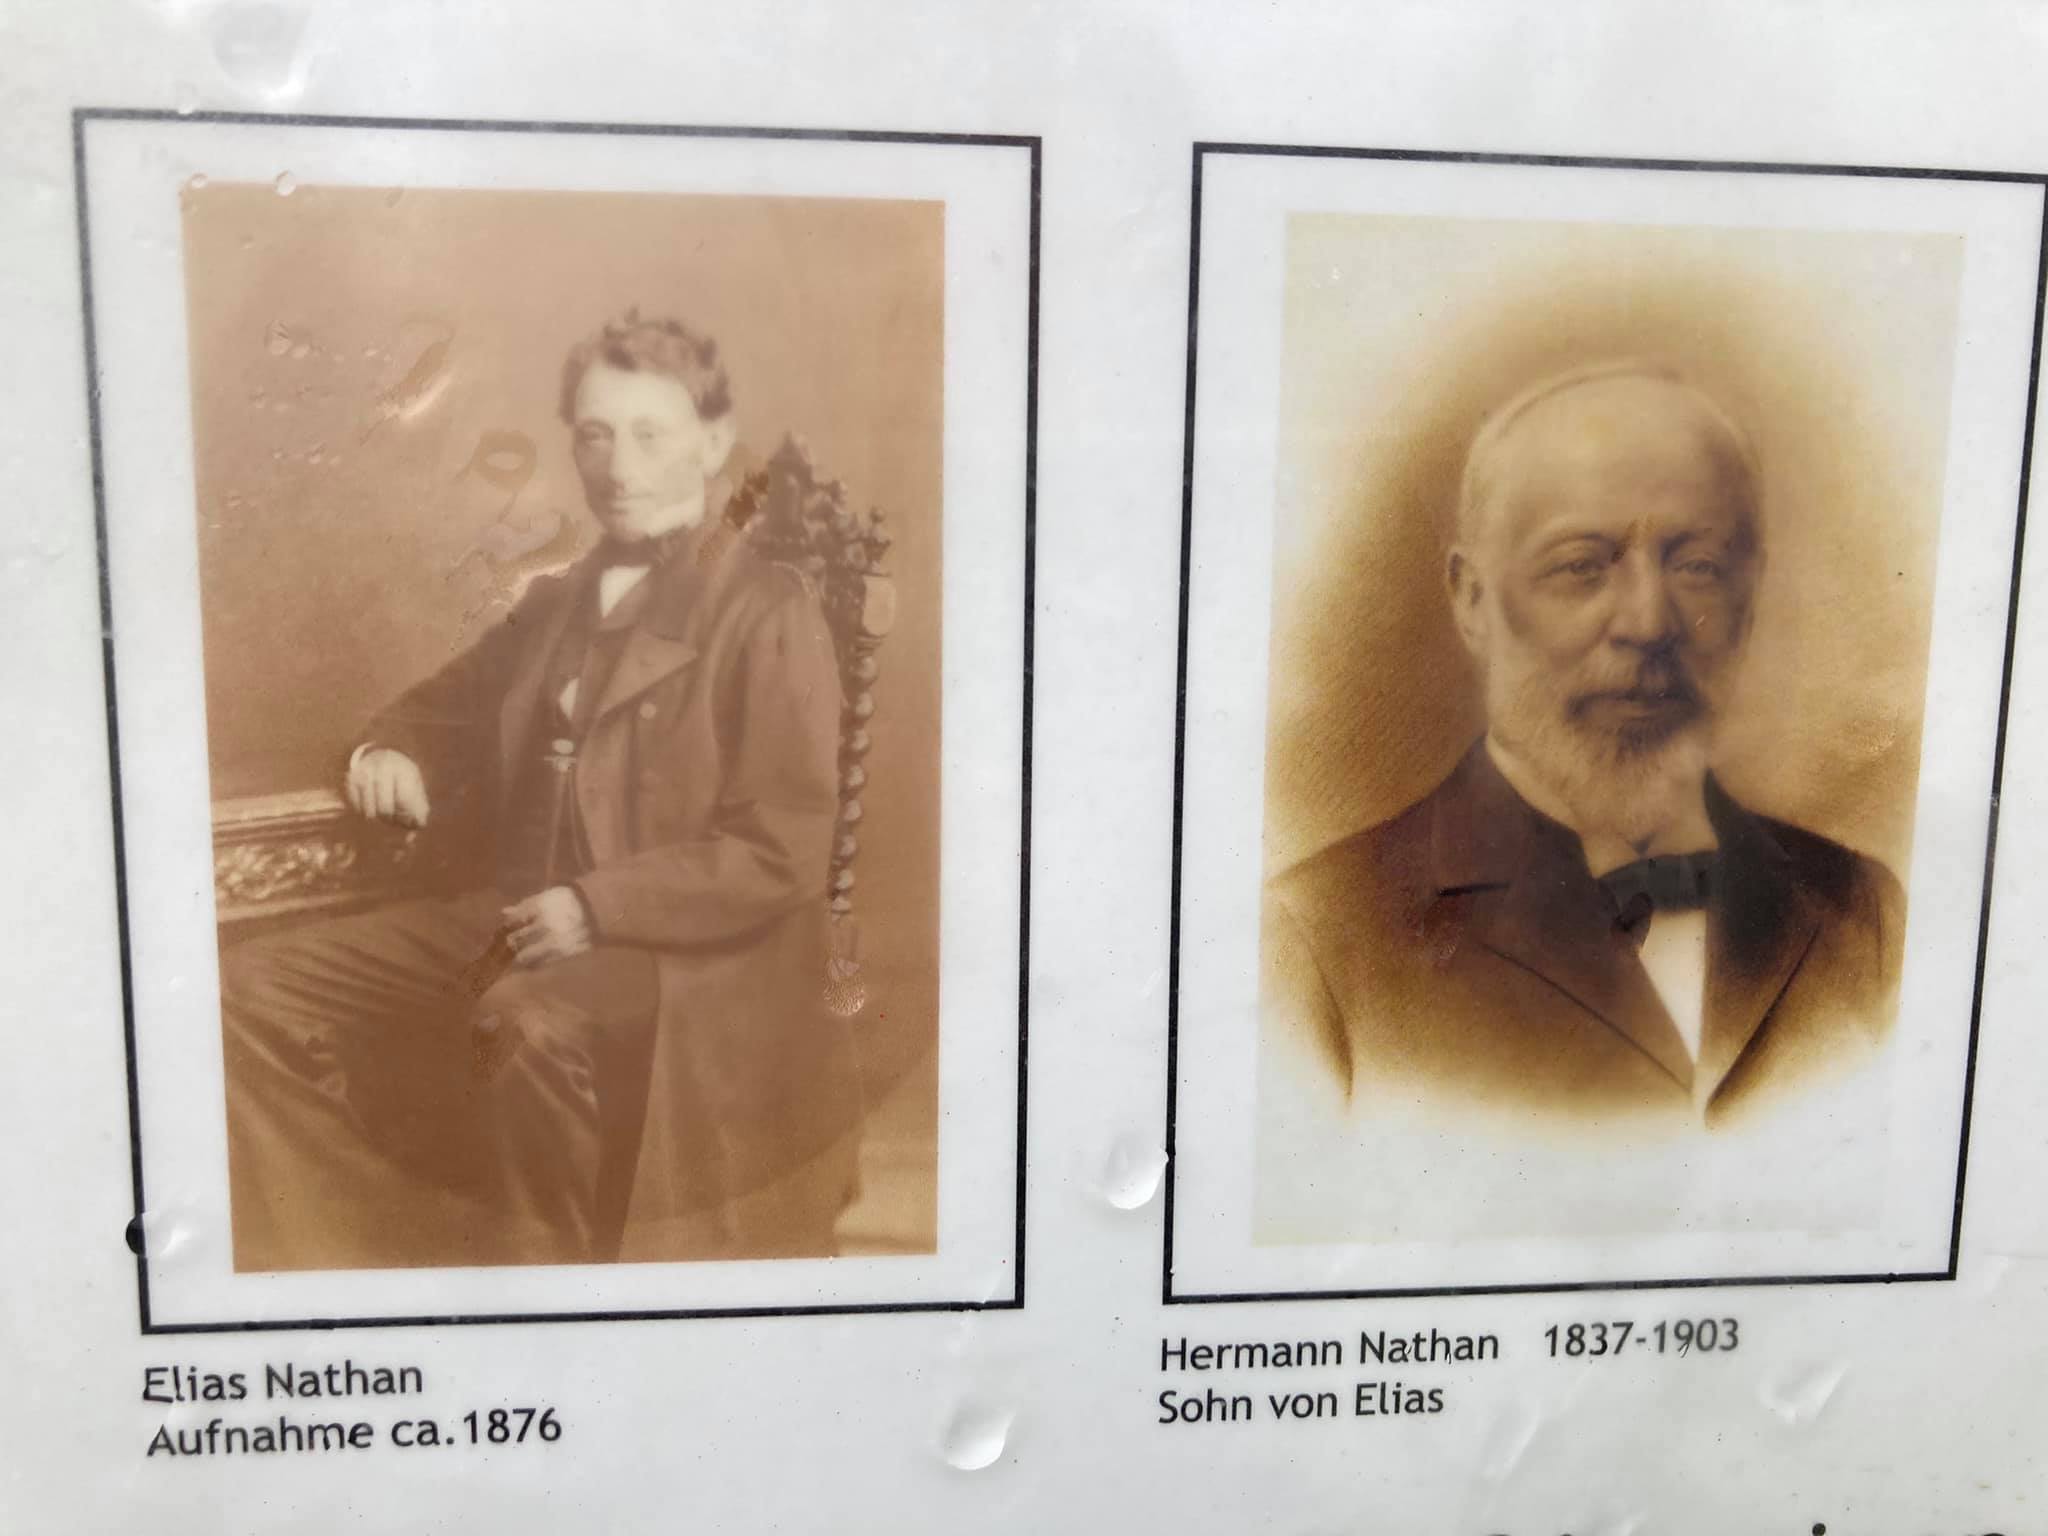 Elias Nathan
Aufnahme ca.1876
Hermann Nathan 1837-1903
Sohn von Elias